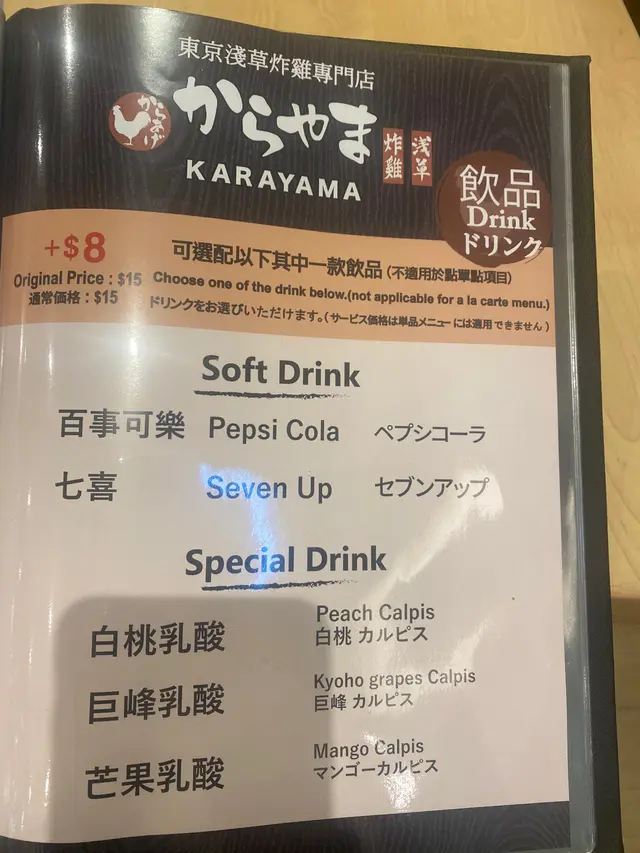 東京淺草炸雞專門店
からあげ
からやま
炸雞
淺草
KARAYAMA
飲品
Drink
ドリンク
+$8
Original Price : $15
通常価格 : $15
可選配以下其中一款飲品 (不適用於點單點項目)
Choose one of the drink below.(not applicable for a la carte menu.)
ドリンクをお選びいただけます。(サービス価格は単品メニューには適用できません)
Soft Drink
百事可樂 Pepsi Cola ペプシコーラ
七喜 Seven Up セブンアップ
Special Drink
白桃乳酸 Peach Calpis
白桃 カルピス
巨峰乳酸 Kyoho grapes Calpis
巨峰 カルピス
芒果乳酸 Mango Calpis
マンゴーカルピス